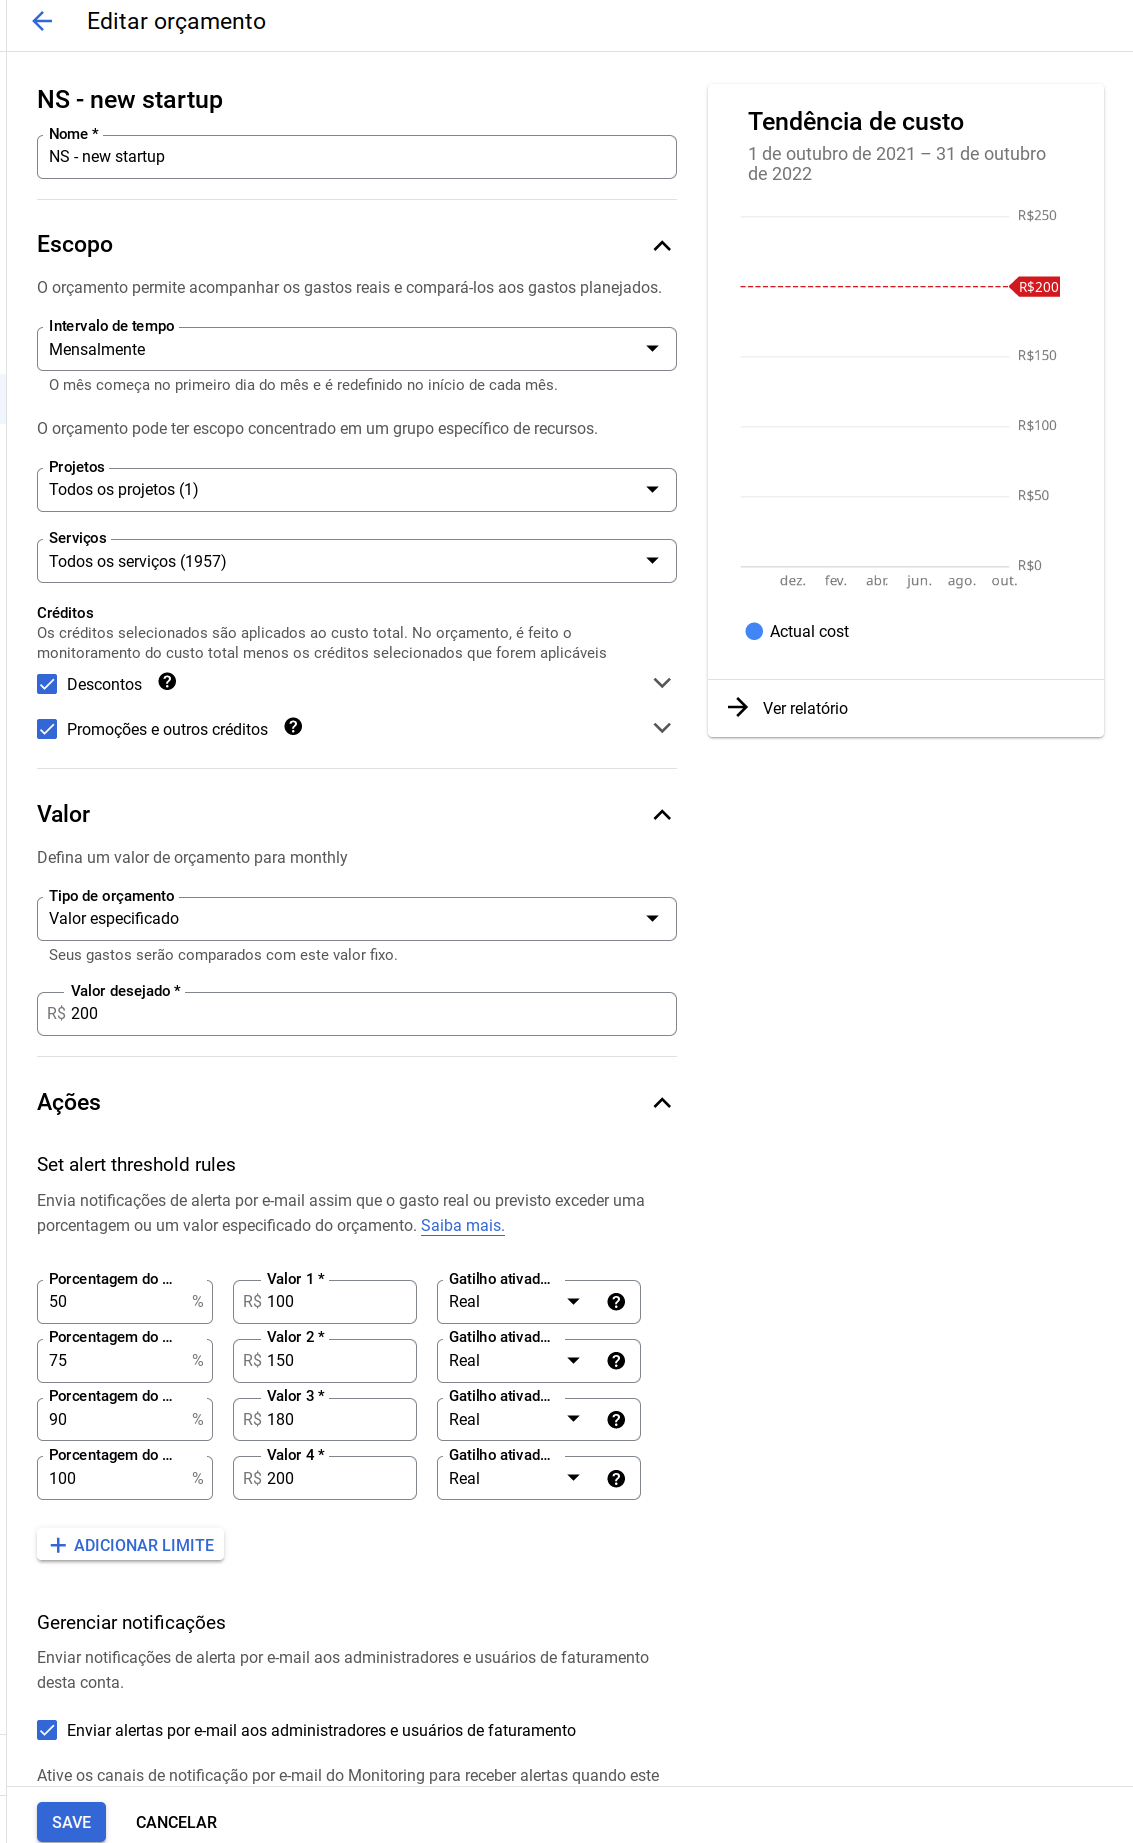 Editar orçamento
NS - new startup
Nome *
NS - new startup
Escopo
O orçamento permite acompanhar os gastos reais e compará-los aos gastos planejados.
Intervalo de tempo
Mensalmente
O mês começa no primeiro dia do mês e é redefinido no início de cada mês.
O orçamento pode ter escopo concentrado em um grupo específico de recursos.
Projetos
Todos os projetos (1)
Serviços
Todos os serviços (1957)
Créditos
Os créditos selecionados são aplicados ao custo total. No orçamento, é feito o
monitoramento do custo total menos os créditos selecionados que forem aplicáveis
Descontos
Promoções e outros créditos
Valor
Defina um valor de orçamento para monthly
Tipo de orçamento
Valor especificado
Seus gastos serão comparados com este valor fixo.
Valor desejado *
R$ 200
Ações
Set alert threshold rules
Envia notificações de alerta por e-mail assim que o gasto real ou previsto exceder uma
porcentagem ou um valor especificado do orçamento. Saiba mais.
Porcentagem do ... Valor 1 * Gatilho ativad...
50 % R$ 100 Real
Porcentagem do ... Valor 2 * Gatilho ativad...
75 % R$ 150 Real
Porcentagem do ... Valor 3 * Gatilho ativad...
90 % R$ 180 Real
Porcentagem do ... Valor 4 * Gatilho ativad...
100 % R$ 200 Real
ADICIONAR LIMITE
Gerenciar notificações
Enviar notificações de alerta por e-mail aos administradores e usuários de faturamento
desta conta.
Enviar alertas por e-mail aos administradores e usuários de faturamento
Ative os canais de notificação por e-mail do Monitoring para receber alertas quando este
SAVE CANCELAR
Tendência de custo
1 de outubro de 2021 – 31 de outubro
de 2022
R$250
R$200
R$150
R$100
R$50
R$0
dez. fev. abr. jun. ago. out.
Actual cost
Ver relatório